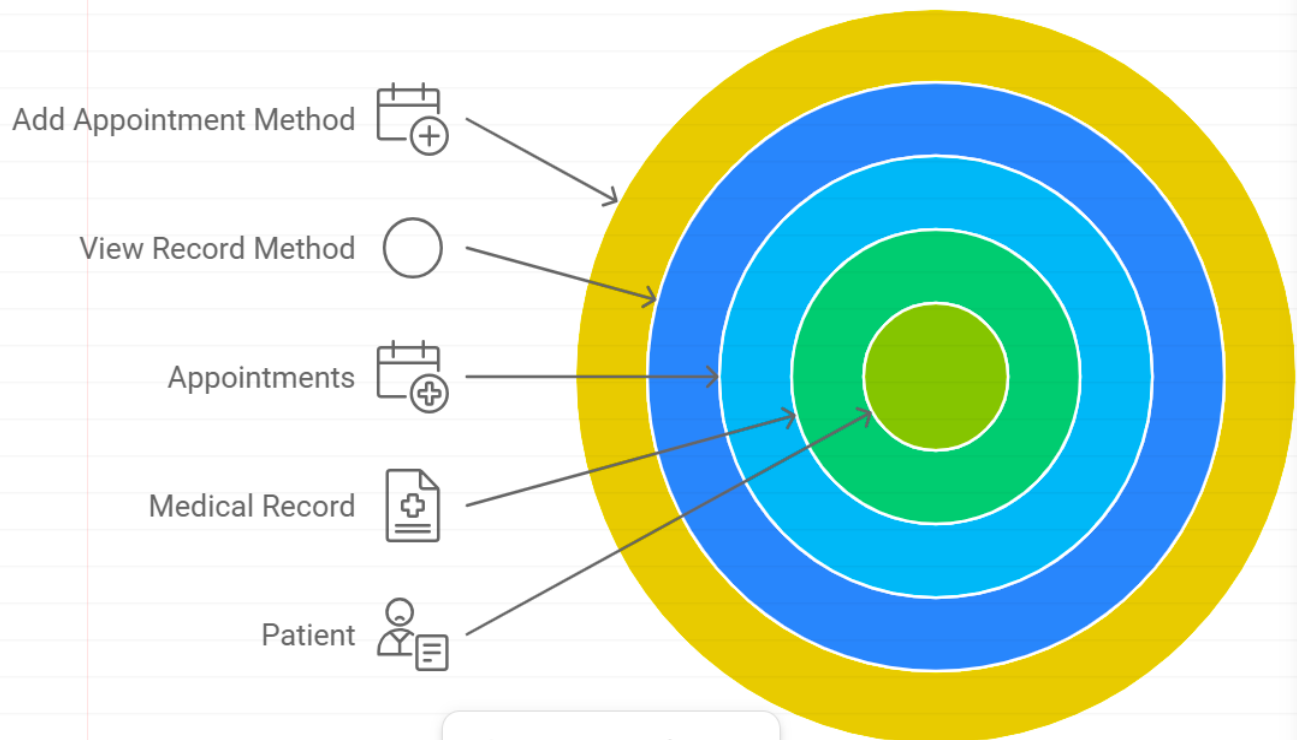 Add Appointment Method
View Record Method
Appointments
Medical Record
Patient